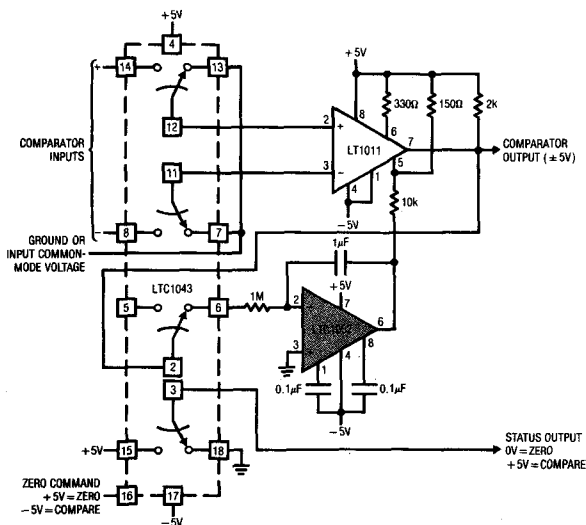 +5V
4
14
13
+
12
COMPARATOR
INPUTS
11
−
8
7
GROUND OR
INPUT COMMON-
MODE VOLTAGE
LTC1043
5
6
2
3
+5V
15
18
ZERO COMMAND
+5V = ZERO
−5V = COMPARE
16
17
−5V
+5V
330Ω
150Ω
2k
2
+
8
6
LT1011
7
COMPARATOR
OUTPUT (±5V)
3
−
5
4
1
−5V
10k
1µF
1M
+5V
2
−
7
LTC1052
6
3
+
8
1
4
0.1µF
0.1µF
−5V
STATUS OUTPUT
0V = ZERO
+5V = COMPARE